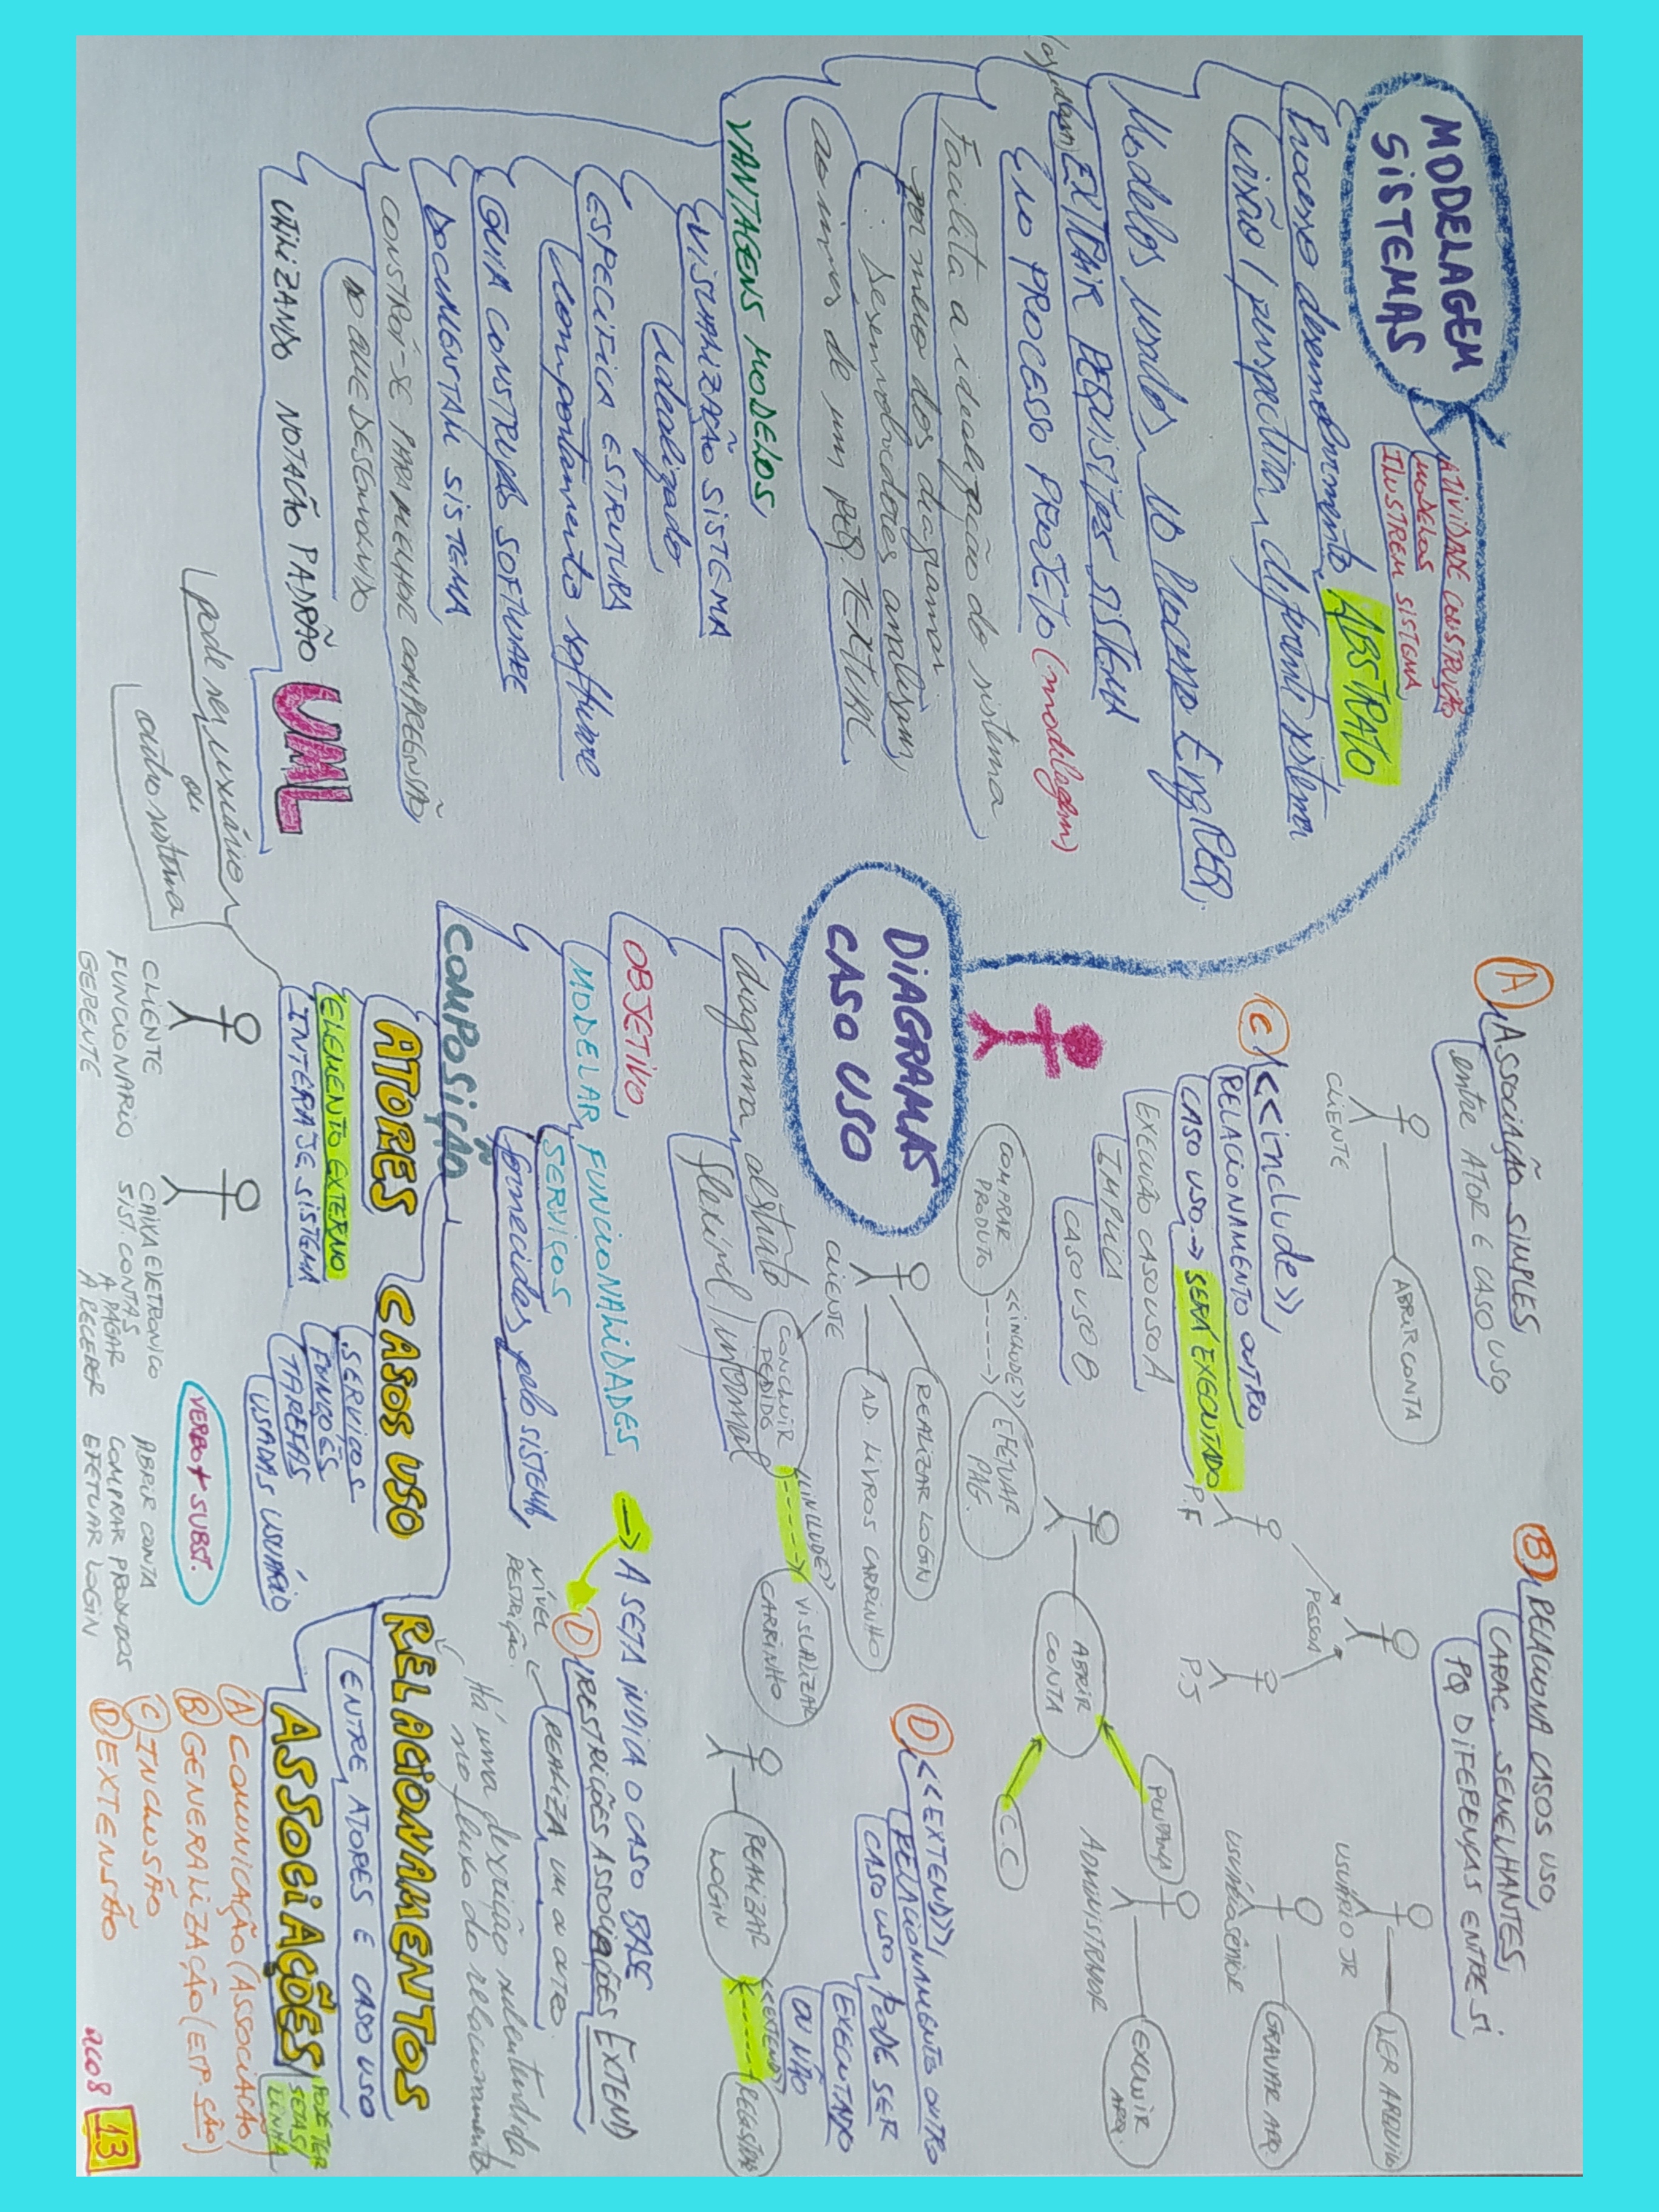 MODELAGEM
SISTEMAS
ATIVIDADE CONSTRUÇÃO
MODELOS
ILUSTREM SISTEMA
Processo desenvolvimento ABSTRATO
visão / perspectiva diferente sistema
Modelos usados no Processo Eng REQ.
(ajudam) EXTRAIR REQUISITOS SISTEMA
no PROCESSO PROJETO (modelagem)
Facilita a idealização do sistema
por meio dos diagramas
∴ Desenvolvedores analisam
ao invés de um REQ. TEXTUAL
VANTAGENS MODELOS
VISUALIZAÇÃO SISTEMA
idealizado
ESPECIFICA ESTRUTURA
comportamento software
GUIA CONSTRUÇÃO SOFTWARE
DOCUMENTAM SISTEMA
CONSTRÓI-SE PARA MELHOR COMPREENSÃO
DO QUE DESENVOLVIDO
UTILIZANDO NOTAÇÃO PADRÃO UML
DIAGRAMAS
CASO USO
diagrama abstrato
flexível / informal
OBJETIVO
MODELAR FUNCIONALIDADES
SERVIÇOS
fornecidas pelo SISTEMA
COMPOSIÇÃO
ATORES
ELEMENTO EXTERNO
INTERAJE SISTEMA
pode ser usuário
ou
outro sistema
CLIENTE
FUNCIONARIO
GERENTE
CAIXA ELETRONICO
SIST. CONTAS
A PAGAR
A RECEBER
CASOS USO
SERVIÇOS
FUNÇÕES
TAREFAS
USADAS USUÁRIO
VERBO + SUBST.
ABRIR CONTA
COMPRAR PRODUTOS
EFETUAR LOGIN
RELACIONAMENTOS
ENTRE ATORES E CASO USO
ASSOCIAÇÕES
PODE TER
SETAS/
LINHA
A COMUNICAÇÃO (ASSOCIAÇÃO)
B GENERALIZAÇÃO (ESP. ÇÃO)
C INCLUSÃO
D EXTENSÃO
A ASSOCIAÇÃO SIMPLES
entre ATOR E CASO USO
ABRIR CONTA
CLIENTE
B RELACIONA CASOS USO
CARAC. SEMELHANTES
PQ DIFERENÇAS ENTRE SI
PESSOA
P.F
P.J
LER ARQUIVO
USUÁRIO JR
GRAVAR ARQ
USUÁRIO SÊNIOR
EXCLUIR
ARQ.
ADMINISTRADOR
POUPANÇA
ABRIR
CONTA
C.C
C <<include>>
RELACIONAMENTO OUTRO
CASO USO --> SERÁ EXECUTADO
EXECUÇÃO CASO USO A
IMPLICA
CASO USO B
COMPRAR
PRODUTO
<<INCLUDE>>
EFETUAR
PAG.
REALIZAR LOGIN
AD. LIVROS CARRINHO
CLIENTE
CONCLUIR
PEDIDO
<<INCLUDE>>
VISUALIZAR
CARRINHO
D <<EXTEND>>
RELACIONAMENTO OUTRO
CASO USO PODE SER
EXECUTADO
OU NÃO
REALIZAR
LOGIN
<<EXTEND>>
REGISTRAR
→ A SETA INDICA O CASO BASE
D RESTRIÇÕES ASSOCIAÇÕES EXTEND
REALIZA UM OU OUTRO
NÍVEL
RESTRIÇÃO
Há uma descrição subentendida
no fluxo do relacionamento
13